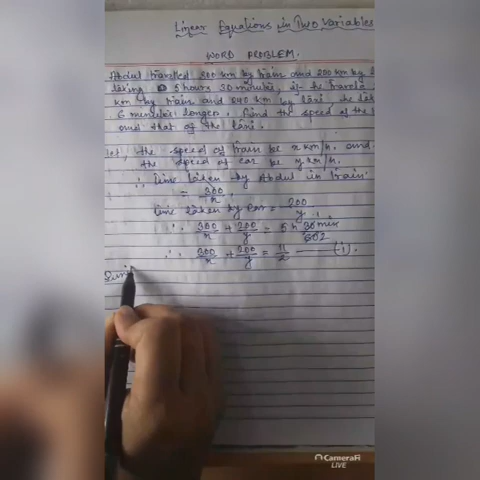 Linear Equations in Two Variables
WORD PROBLEM.
Abdul travelled 300 km by train and 200 km by
taking 5 hours 30 minutes, if he travels
km by train and 240 km by taxi he
6 minutes longer. Find the speed of the
and that of the taxi.
Let, the speed of train be x km/h. and
the speed of car be y km/h.
∴ Time taken by Abdul in train
= 300/x,
Time taken by car = 200/y
∴ 300/x + 200/y = 5 h 30 min
∴ 300/x + 200/y = 11/2 — (1).
CameraFi
LIVE